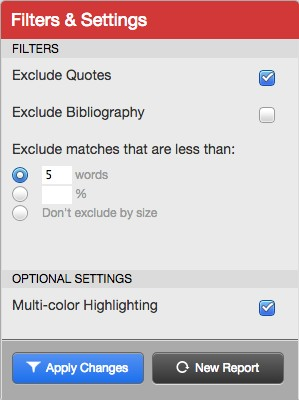 Filters & Settings
FILTERS
Exclude Quotes
Exclude Bibliography
Exclude matches that are less than:
5 words
%
Don't exclude by size
OPTIONAL SETTINGS
Multi-color Highlighting
Apply Changes New Report